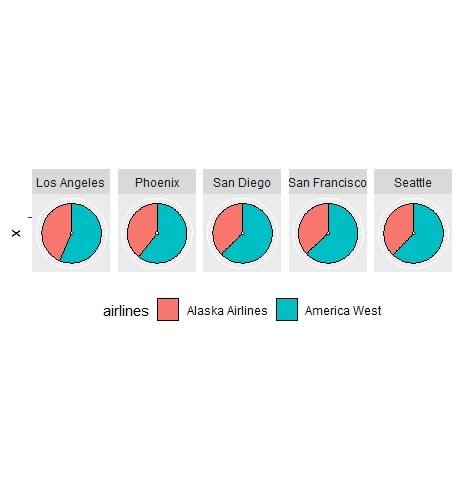 Los Angeles Phoenix San Diego San Francisco Seattle
x
airlines Alaska Airlines America West